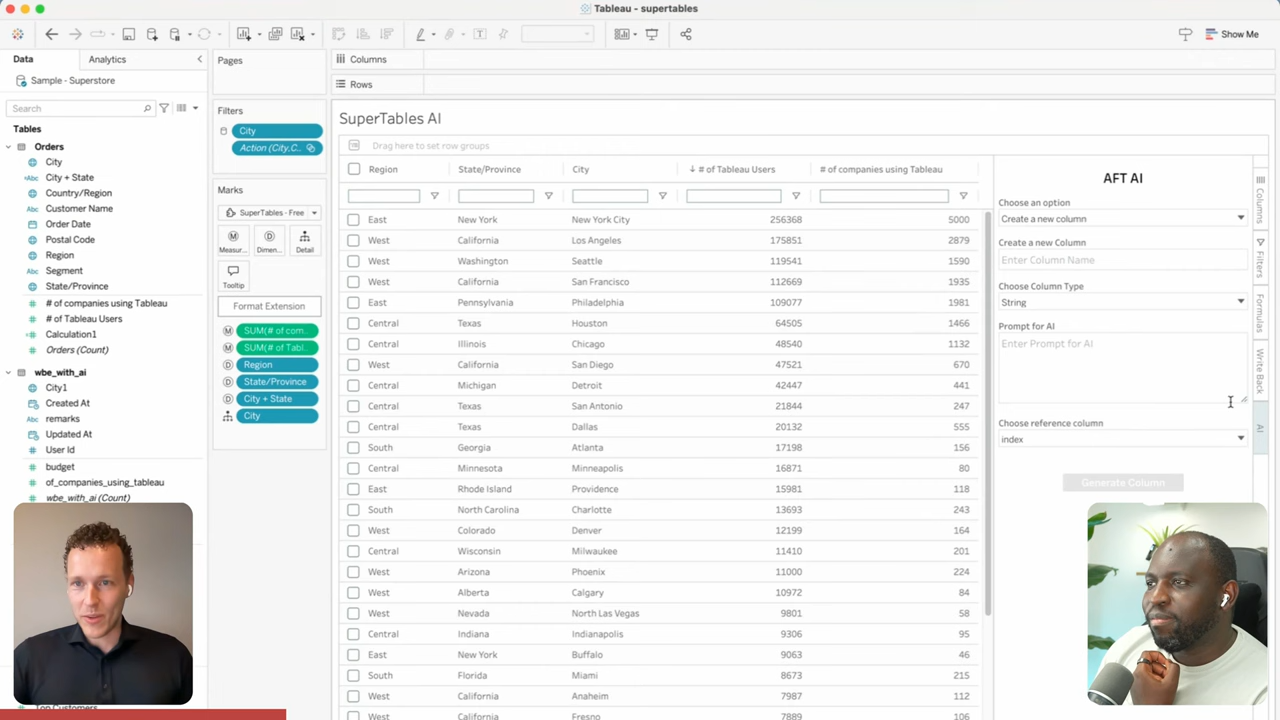 Tableau - supertables
Show Me
Data
Analytics
Sample - Superstore
Search
Tables
Orders
City
City + State
Country/Region
Customer Name
Order Date
Postal Code
Region
Segment
State/Province
# of companies using Tableau
# of Tableau Users
Calculation1
Orders (Count)
wbe_with_ai
City1
Created At
remarks
Updated At
User Id
budget
of_companies_using_tableau
wbe_with_ai (Count)
Top Customers
Pages
Filters
City
Action (City,C..
Marks
SuperTables - Free
Measur...
Dimen...
Detail
Tooltip
Format Extension
SUM(# of com..
SUM(# of Tabl..
Region
State/Province
City + State
City
Columns
Rows
SuperTables AI
Drag here to set row groups
Region State/Province City # of Tableau Users # of companies using Tableau
East New York New York City 256368 5000
West California Los Angeles 175851 2879
West Washington Seattle 119541 1590
West California San Francisco 112669 1935
East Pennsylvania Philadelphia 109077 1981
Central Texas Houston 64505 1466
Central Illinois Chicago 48540 1132
West California San Diego 47521 670
Central Michigan Detroit 42447 441
Central Texas San Antonio 21844 247
Central Texas Dallas 20132 555
South Georgia Atlanta 17198 156
Central Minnesota Minneapolis 16871 80
East Rhode Island Providence 15981 118
South North Carolina Charlotte 13693 243
West Colorado Denver 12199 164
Central Wisconsin Milwaukee 11410 201
West Arizona Phoenix 11000 224
West Alberta Calgary 10972 84
West Nevada North Las Vegas 9801 58
Central Indiana Indianapolis 9306 95
East New York Buffalo 9063 46
South Florida Miami 8673 215
West California Anaheim 7987 112
West California Fresno 7889 106
AFT AI
Choose an option
Create a new column
Create a new Column
Enter Column Name
Choose Column Type
String
Prompt for AI
Enter Prompt for AI
Choose reference column
index
Generate Column
Columns
Filters
Formulas
Write Back
AI